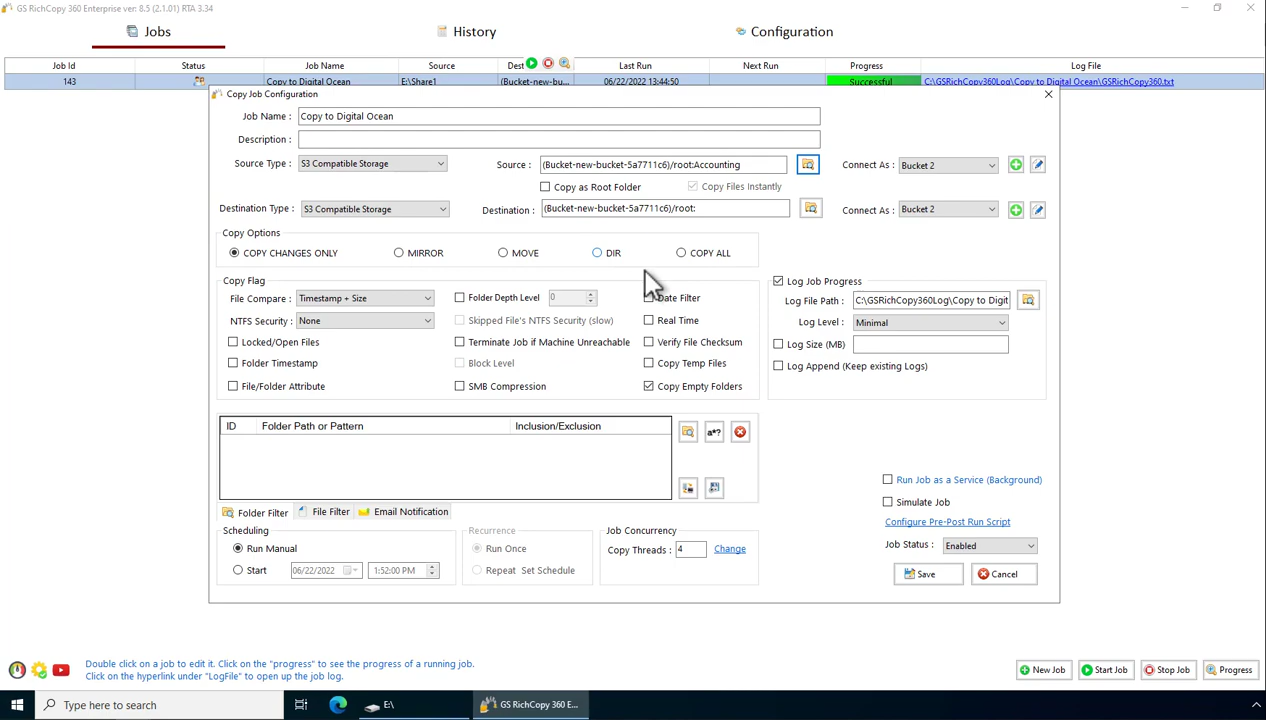 GS RichCopy 360 Enterprise ver: 8.5 (2.1.01) RTA 3.34
Jobs History Configuration
Job Id Status Job Name Source Dest Last Run Next Run Progress Log File
143 Copy to Digital Ocean E:\Share1 (Bucket-new-bu... 06/22/2022 13:44:50 Successful C:\GSRichCopy360Log\Copy to Digital Ocean\GSRichCopy360.txt
Copy Job Configuration
Job Name : Copy to Digital Ocean
Description :
Source Type : S3 Compatible Storage Source : (Bucket-new-bucket-5a7711c6)/root:Accounting Connect As : Bucket 2
Copy as Root Folder Copy Files Instantly
Destination Type : S3 Compatible Storage Destination : (Bucket-new-bucket-5a7711c6)/root: Connect As : Bucket 2
Copy Options
COPY CHANGES ONLY MIRROR MOVE DIR COPY ALL
Copy Flag Log Job Progress
File Compare : Timestamp + Size Folder Depth Level 0 Date Filter Log File Path : C:\GSRichCopy360Log\Copy to Digit
NTFS Security : None Skipped File's NTFS Security (slow) Real Time Log Level : Minimal
Locked/Open Files Terminate Job if Machine Unreachable Verify File Checksum Log Size (MB)
Folder Timestamp Block Level Copy Temp Files Log Append (Keep existing Logs)
File/Folder Attribute SMB Compression Copy Empty Folders
ID Folder Path or Pattern Inclusion/Exclusion a*?
Run Job as a Service (Background)
Simulate Job
Folder Filter File Filter Email Notification Configure Pre-Post Run Script
Scheduling Recurrence Job Concurrency
Run Manual Run Once Copy Threads : 4 Change Job Status : Enabled
Start 06/22/2022 1:52:00 PM Repeat Set Schedule Save Cancel
Double click on a job to edit it. Click on the "progress" to see the progress of a running job.
Click on the hyperlink under "LogFile" to open up the job log.
New Job Start Job Stop Job Progress
Type here to search E:\ GS RichCopy 360 E...